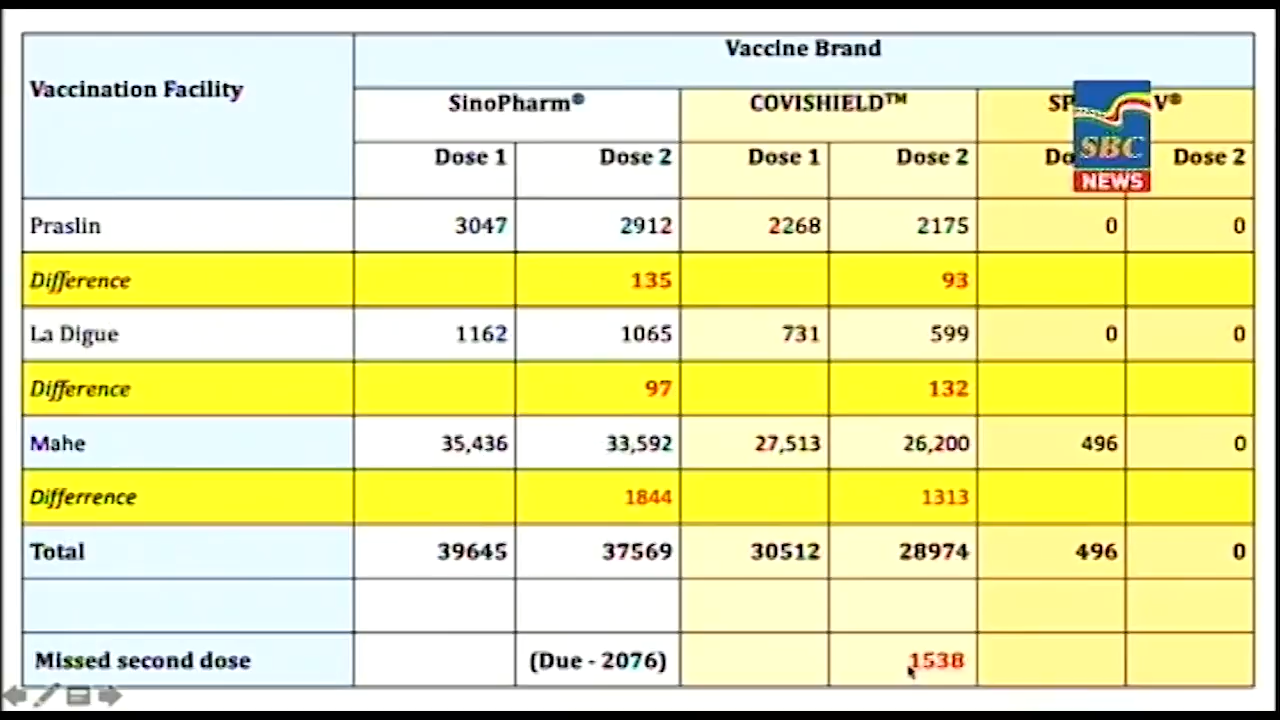 Vaccine Brand
Vaccination Facility
SinoPharm® COVISHIELD™ SP V®
Dose 1 Dose 2 Dose 1 Dose 2 Do Dose 2
SBC
NEWS
Praslin 3047 2912 2268 2175 0 0
Difference 135 93
La Digue 1162 1065 731 599 0 0
Difference 97 132
Mahe 35,436 33,592 27,513 26,200 496 0
Differrence 1844 1313
Total 39645 37569 30512 28974 496 0
Missed second dose (Due - 2076) 1538